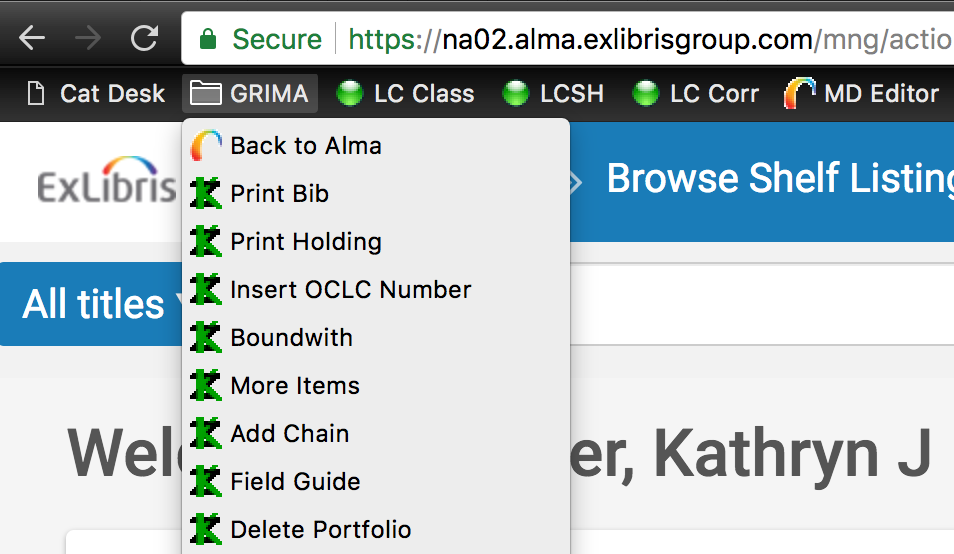 Secure https://na02.alma.exlibrisgroup.com/mng/actio
Cat Desk GRIMA LC Class LCSH LC Corr MD Editor
ExLibris Browse Shelf Listing
Back to Alma
Print Bib
Print Holding
All titles
Insert OCLC Number
Boundwith
More Items
Add Chain
er, Kathryn J
Field Guide
Delete Portfolio